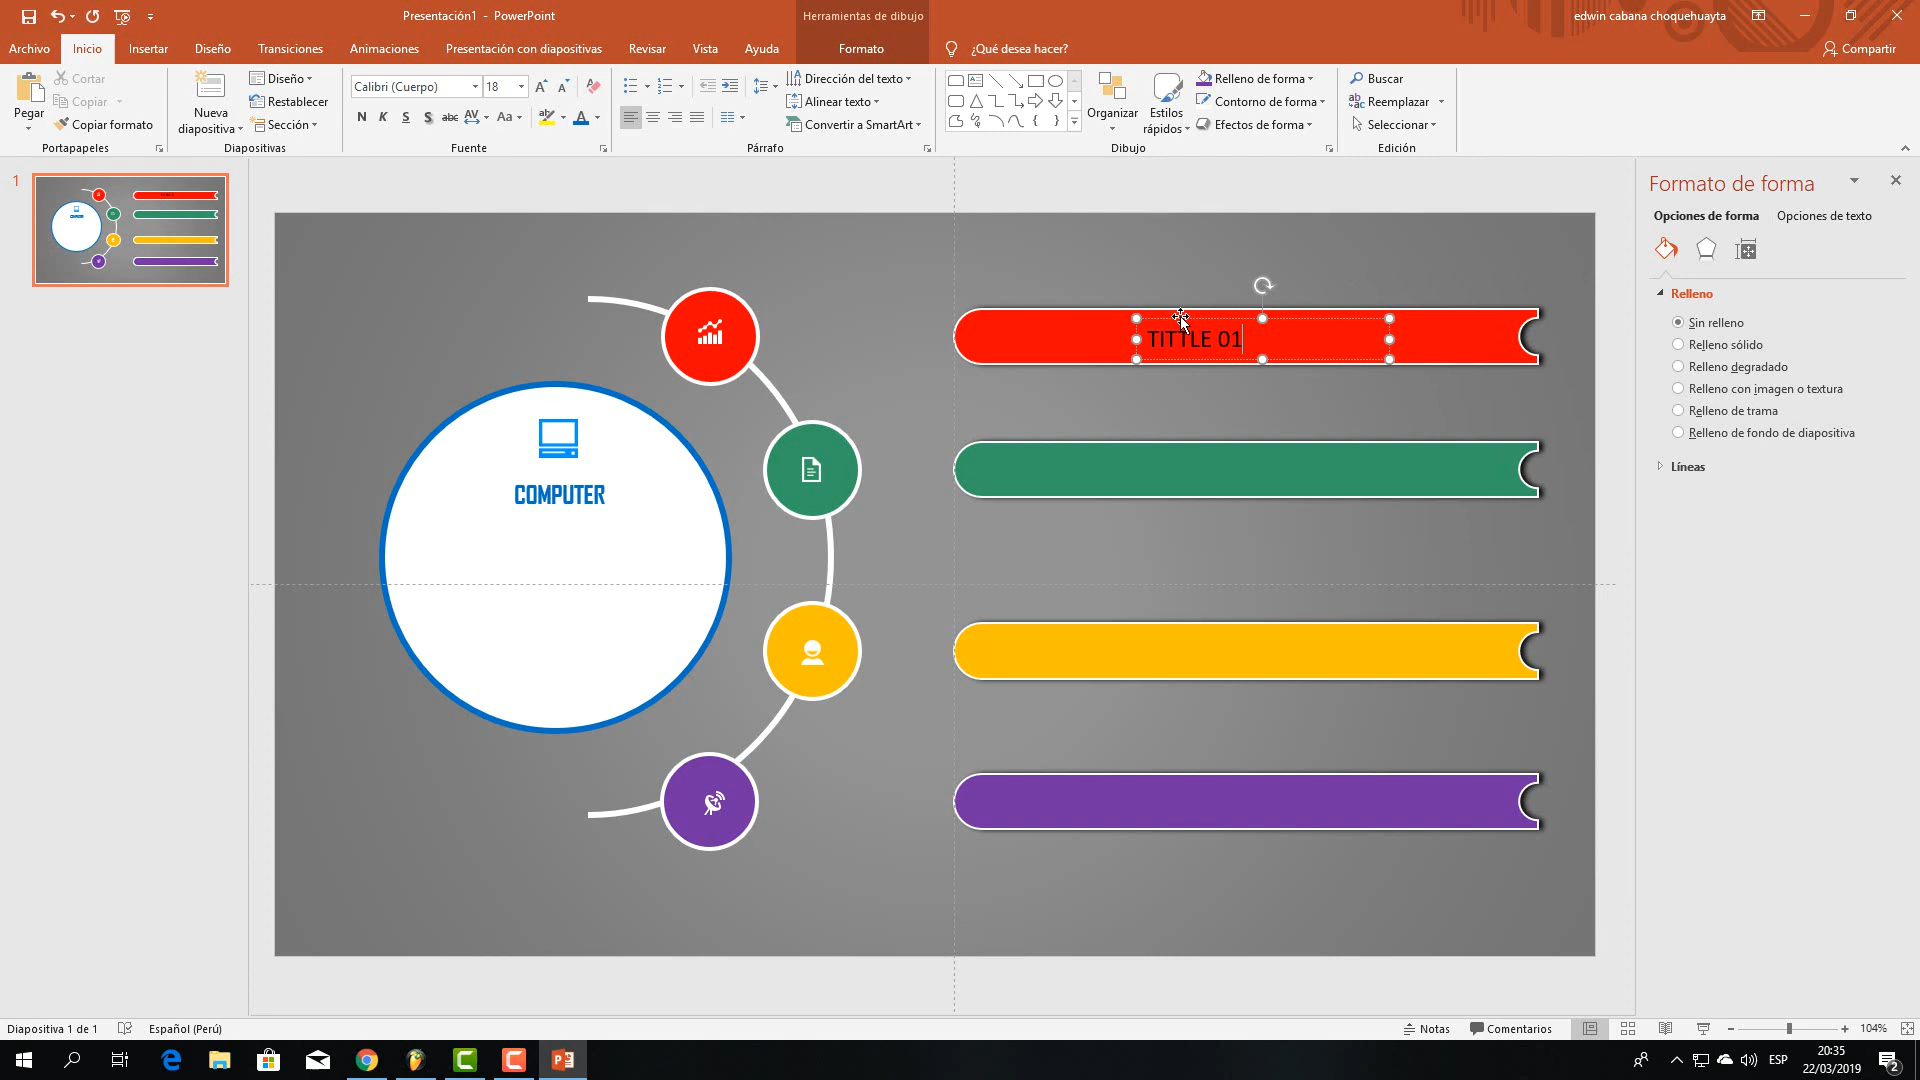 Presentación1 - PowerPoint
Herramientas de dibujo
edwin cabana choquehuayta
Archivo
Inicio
Insertar
Diseño
Transiciones
Animaciones
Presentación con diapositivas
Revisar
Vista
Ayuda
Formato
¿Qué desea hacer?
Compartir
Pegar
Cortar
Copiar
Copiar formato
Portapapeles
Nueva diapositiva
Diseño
Restablecer
Sección
Diapositivas
Calibri (Cuerpo)
18
N K S S abc AV Aa A
Fuente
Dirección del texto
Alinear texto
Convertir a SmartArt
Párrafo
Organizar
Estilos rápidos
Relleno de forma
Contorno de forma
Efectos de forma
Dibujo
Buscar
Reemplazar
Seleccionar
Edición
1
COMPUTER
TITTLE 01
Formato de forma
Opciones de forma
Opciones de texto
Relleno
Sin relleno
Relleno sólido
Relleno degradado
Relleno con imagen o textura
Relleno de trama
Relleno de fondo de diapositiva
Líneas
Diapositiva 1 de 1
Español (Perú)
Notas
Comentarios
104%
ESP
20:35
22/03/2019
2